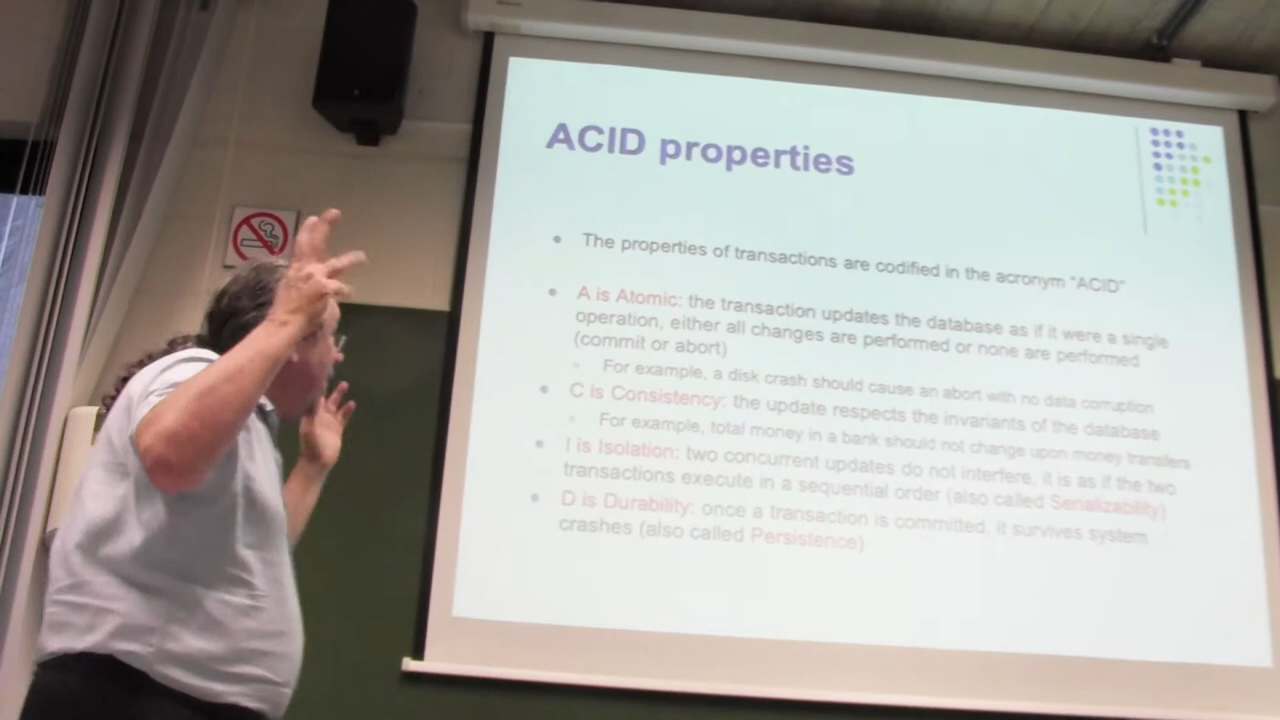 ACID properties
The properties of transactions are codified in the acronym "ACID"
A is Atomic: the transaction updates the database as if it were a single
operation, either all changes are performed or none are performed
(commit or abort)
For example, a disk crash should cause an abort with no data corruption
C is Consistency: the update respects the invariants of the database
For example, total money in a bank should not change upon money transfers
I is Isolation: two concurrent updates do not interfere, it is as if the two
transactions execute in a sequential order (also called Serializability)
D is Durability: once a transaction is committed, it survives system
crashes (also called Persistence)